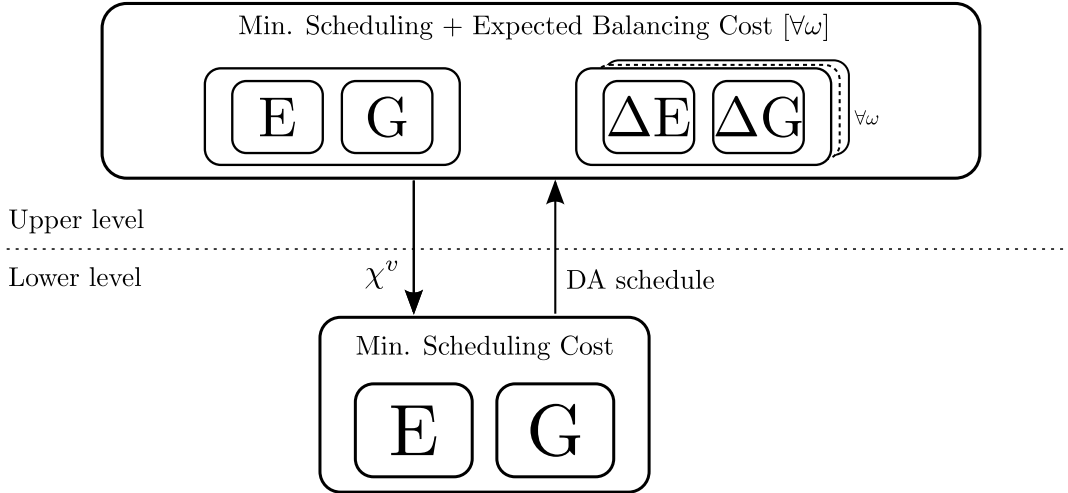 Min. Scheduling + Expected Balancing Cost [∀ω]
E G ΔE ΔG ∀ω
Upper level
Lower level
χ^v DA schedule
Min. Scheduling Cost
E G